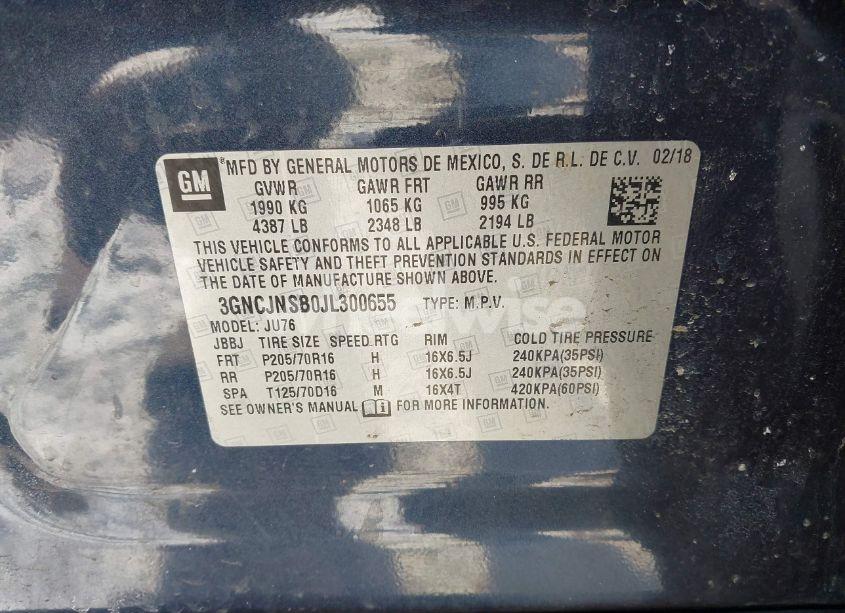 GM
MFD BY GENERAL MOTORS DE MEXICO, S. DE R.L. DE C.V. 02/18
GVWR GAWR FRT GAWR RR
1990 KG 1065 KG 995 KG
4387 LB 2348 LB 2194 LB
THIS VEHICLE CONFORMS TO ALL APPLICABLE U.S. FEDERAL MOTOR
VEHICLE SAFETY AND THEFT PREVENTION STANDARDS IN EFFECT ON
THE DATE OF MANUFACTURE SHOWN ABOVE.
3GNCJNSB0JL300655 TYPE: M.P.V.
MODEL: JU76
JBBJ TIRE SIZE SPEED.RTG RIM COLD TIRE PRESSURE
FRT P205/70R16 H 16X6.5J 240KPA(35PSI)
RR P205/70R16 H 16X6.5J 240KPA(35PSI)
SPA T125/70D16 M 16X4T 420KPA(60PSI)
SEE OWNER'S MANUAL FOR MORE INFORMATION.